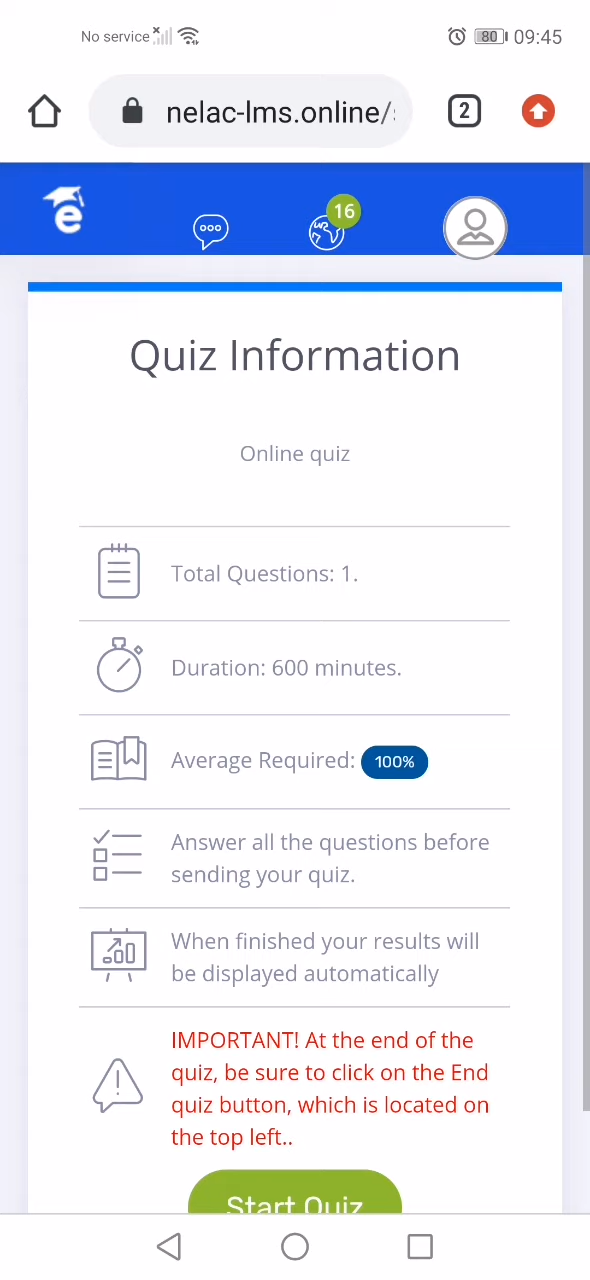 No service
80
09:45
nelac-lms.online/
2
e
16
Quiz Information
Online quiz
Total Questions: 1.
Duration: 600 minutes.
Average Required: 100%
Answer all the questions before
sending your quiz.
When finished your results will
be displayed automatically
IMPORTANT! At the end of the
quiz, be sure to click on the End
quiz button, which is located on
the top left..
Start Quiz